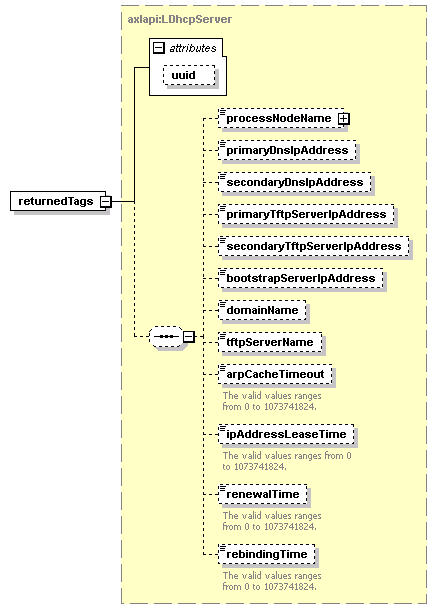 axlapi:LDhcpServer
attributes
uuid
processNodeName
primaryDnsIpAddress
secondaryDnsIpAddress
returnedTags
primaryTftpServerIpAddress
secondaryTftpServerIpAddress
bootstrapServerIpAddress
domainName
tftpServerName
arpCacheTimeout
The valid values ranges
from 0 to 1073741824.
ipAddressLeaseTime
The valid values ranges from 0
to 1073741824.
renewalTime
The valid values ranges
from 0 to 1073741824.
rebindingTime
The valid values ranges
from 0 to 1073741824.